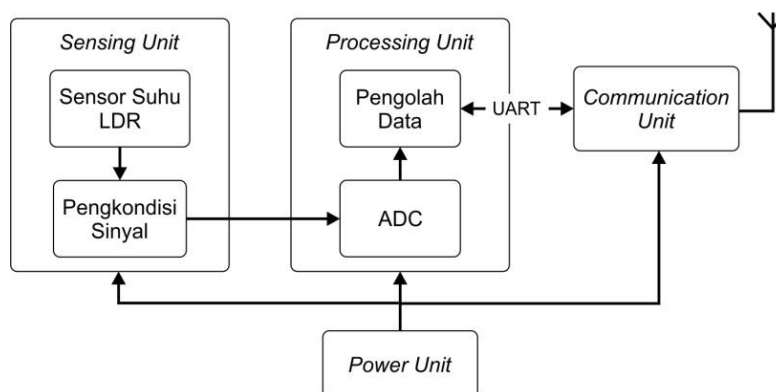 Sensing Unit
Sensor Suhu
LDR
Pengkondisi
Sinyal
Processing Unit
Pengolah
Data
ADC
UART
Communication
Unit
Power Unit